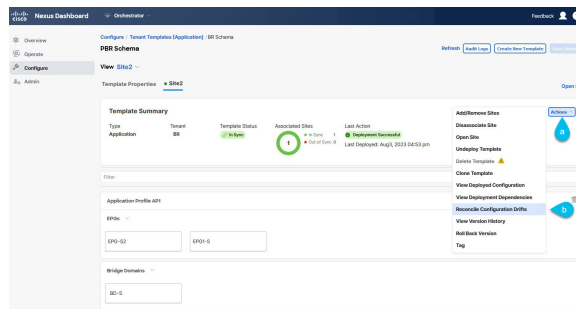 cisco Nexus Dashboard
Orchestrator
Feedback
Overview
Operate
Configure
Admin
Configure / Tenant Templates [Application] /BR Schema
PBR Schema
Refresh Audit Logs Create New Template
View Site2
Template Properties Site2
Open
Template Summary
Type Tenant Template Status Associated Sites Last Action
Application BR In Sync 1 In Sync 1 Deployment Successful
Out of Sync 0 Last Deployed: Aug3, 2023 04:53 pm
Actions
a
Add/Remove Sites
Disassociate Site
Open Site
Undeploy Template
Delete Template
Clone Template
View Deployed Configuration
View Deployment Dependencies
Reconcile Configuration Drifts
b
View Version History
Roll Back Version
Tag
Filter
Application Profile AP1
EPGs
EPG-S2 EPG1-S
Bridge Domains
BD-S